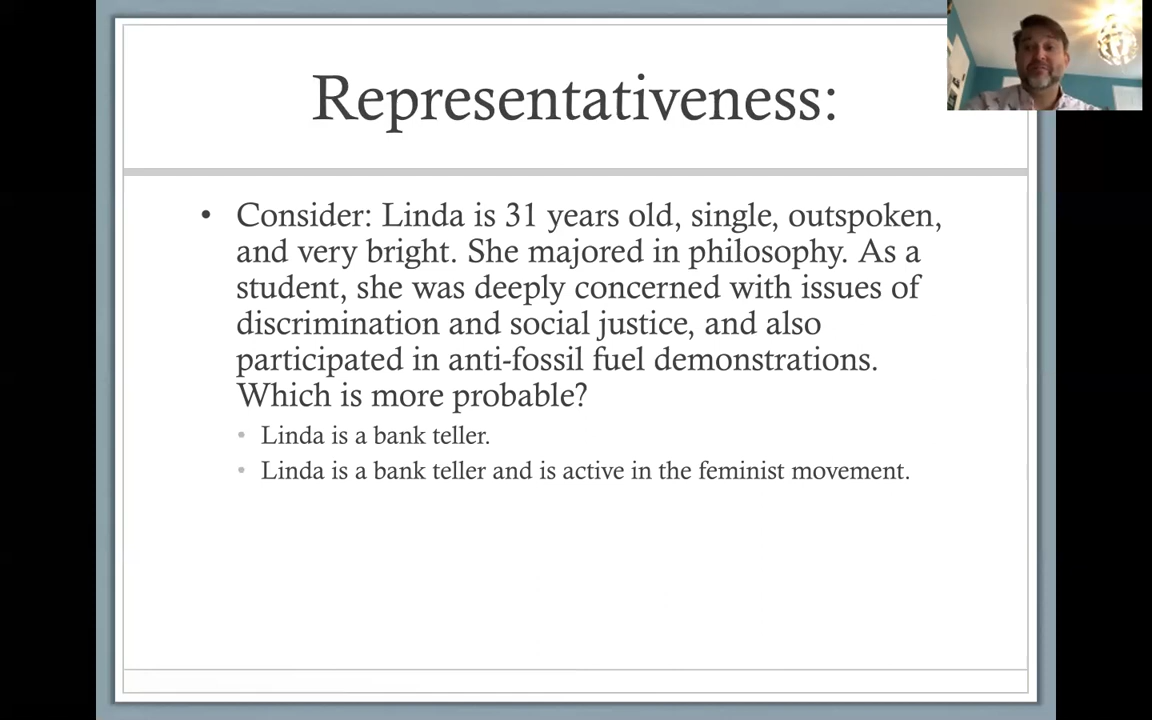 Representativeness:
• Consider: Linda is 31 years old, single, outspoken,
and very bright. She majored in philosophy. As a
student, she was deeply concerned with issues of
discrimination and social justice, and also
participated in anti-fossil fuel demonstrations.
Which is more probable?
• Linda is a bank teller.
• Linda is a bank teller and is active in the feminist movement.